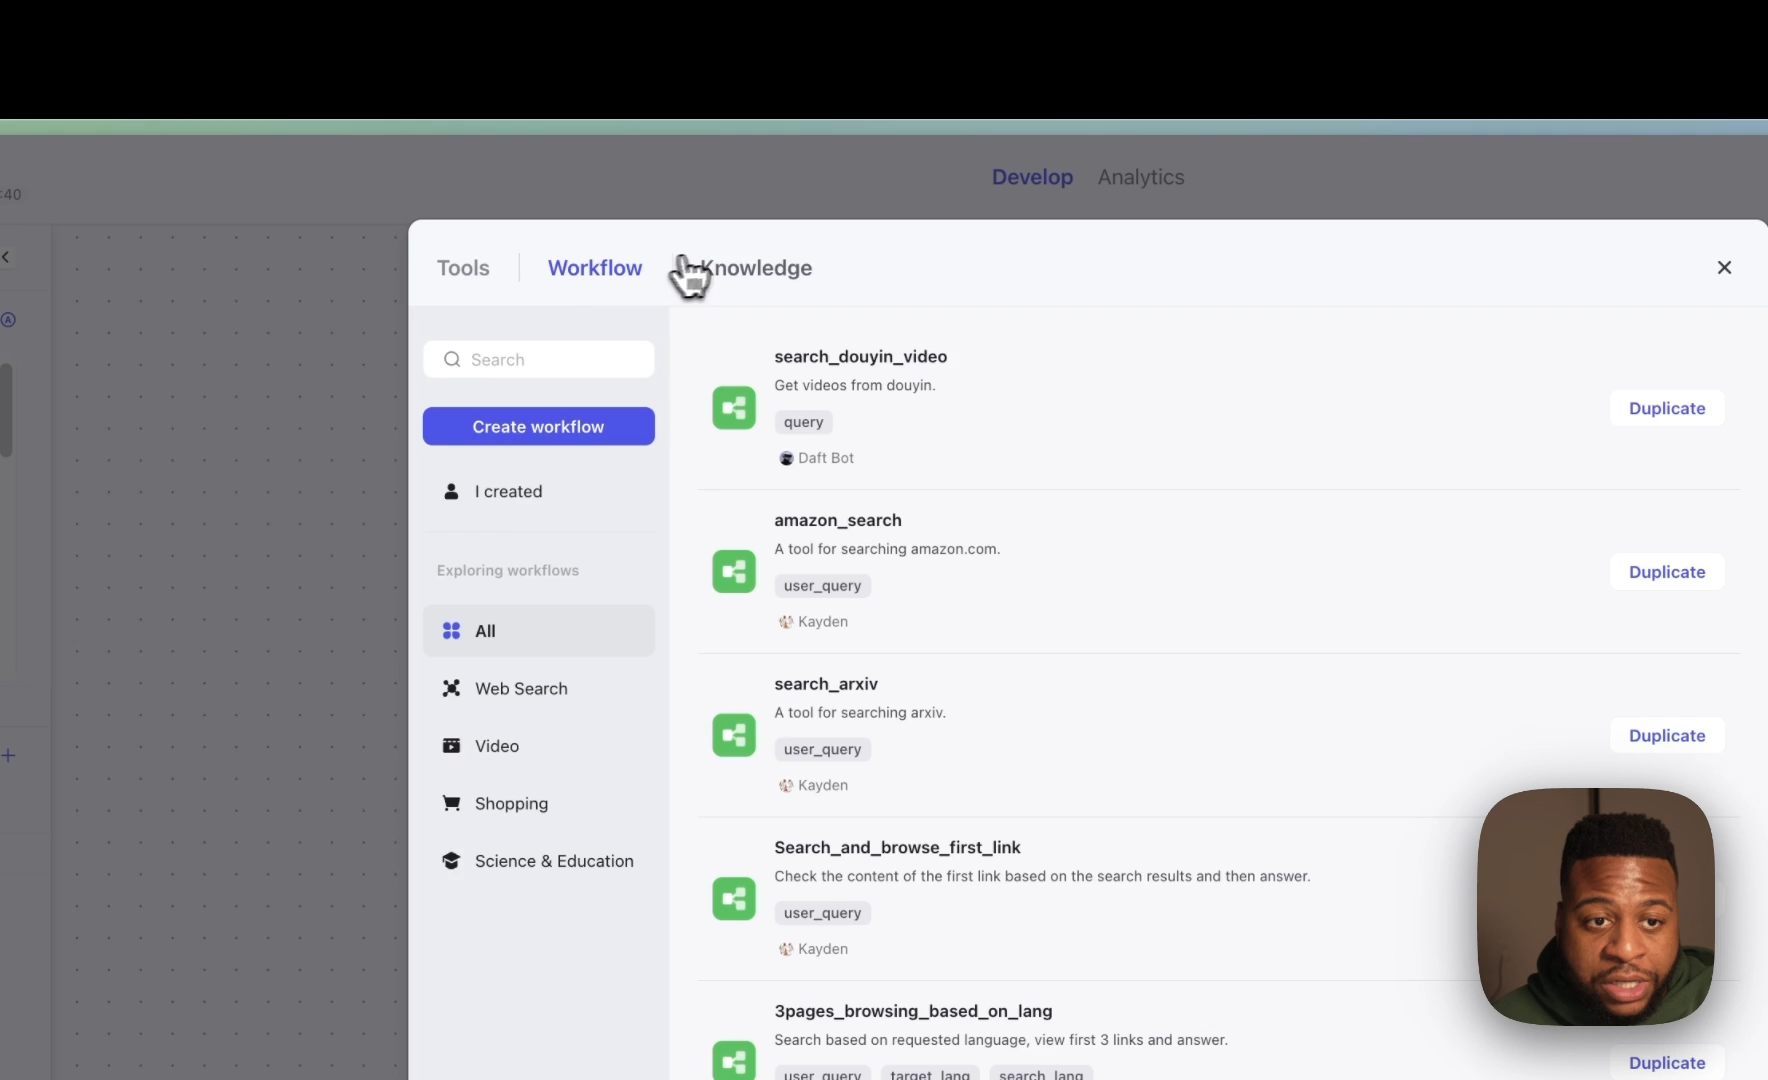 Develop Analytics
:40
Tools Workflow Knowledge
Search
Create workflow
I created
Exploring workflows
All
Web Search
Video
Shopping
Science & Education
search_douyin_video
Get videos from douyin.
query
Daft Bot
Duplicate
amazon_search
A tool for searching amazon.com.
user_query
Kayden
Duplicate
search_arxiv
A tool for searching arxiv.
user_query
Kayden
Duplicate
Search_and_browse_first_link
Check the content of the first link based on the search results and then answer.
user_query
Kayden
3pages_browsing_based_on_lang
Search based on requested language, view first 3 links and answer.
user_query target_lang search_lang
Duplicate